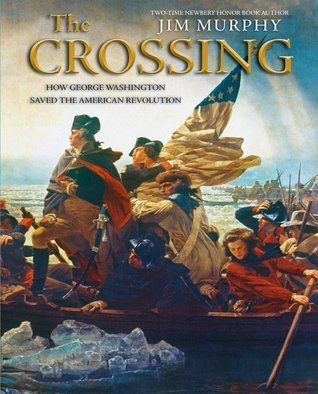 TWO-TIME NEWBERY HONOR BOOK AUTHOR
JIM MURPHY
The
CROSSING
HOW GEORGE WASHINGTON
SAVED THE AMERICAN REVOLUTION